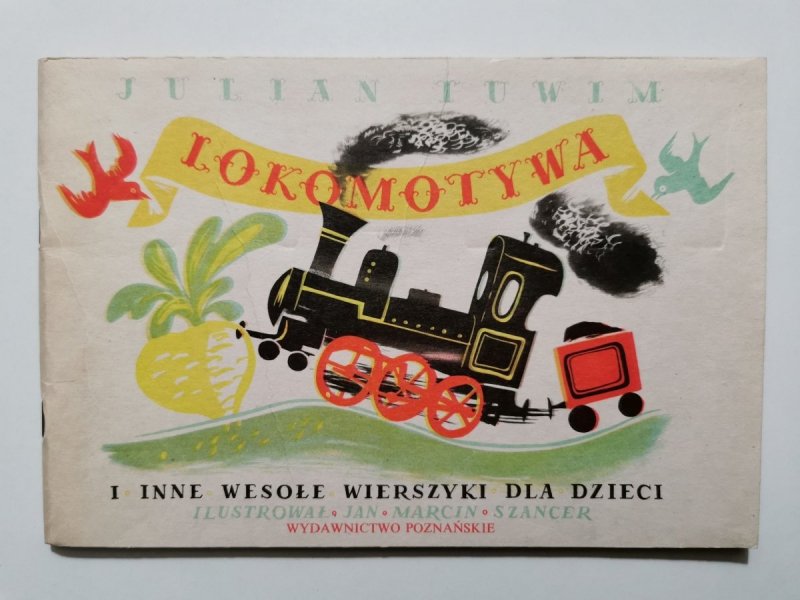 JULIAN TUWIM
LOKOMOTYWA
I · INNE · WESOŁE · WIERSZYKI · DLA · DZIECI
ILUSTROWAŁ · JAN · MARCIN · SZANCER
WYDAWNICTWO POZNAŃSKIE